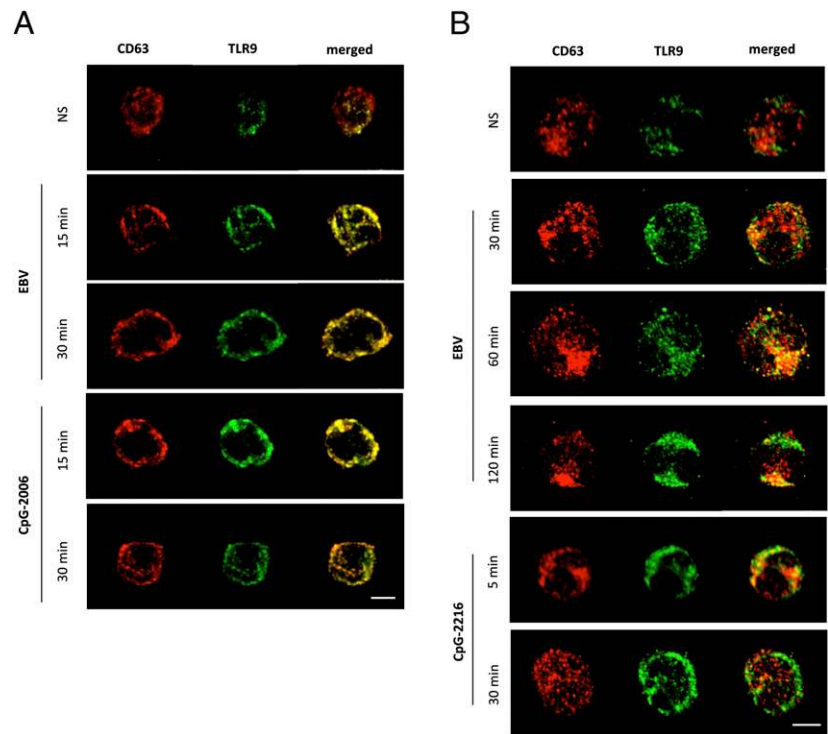 A
CD63 TLR9 merged
NS
EBV
15 min
30 min
CpG-2006
15 min
30 min
B
CD63 TLR9 merged
NS
EBV
30 min
60 min
120 min
CpG-2216
5 min
30 min